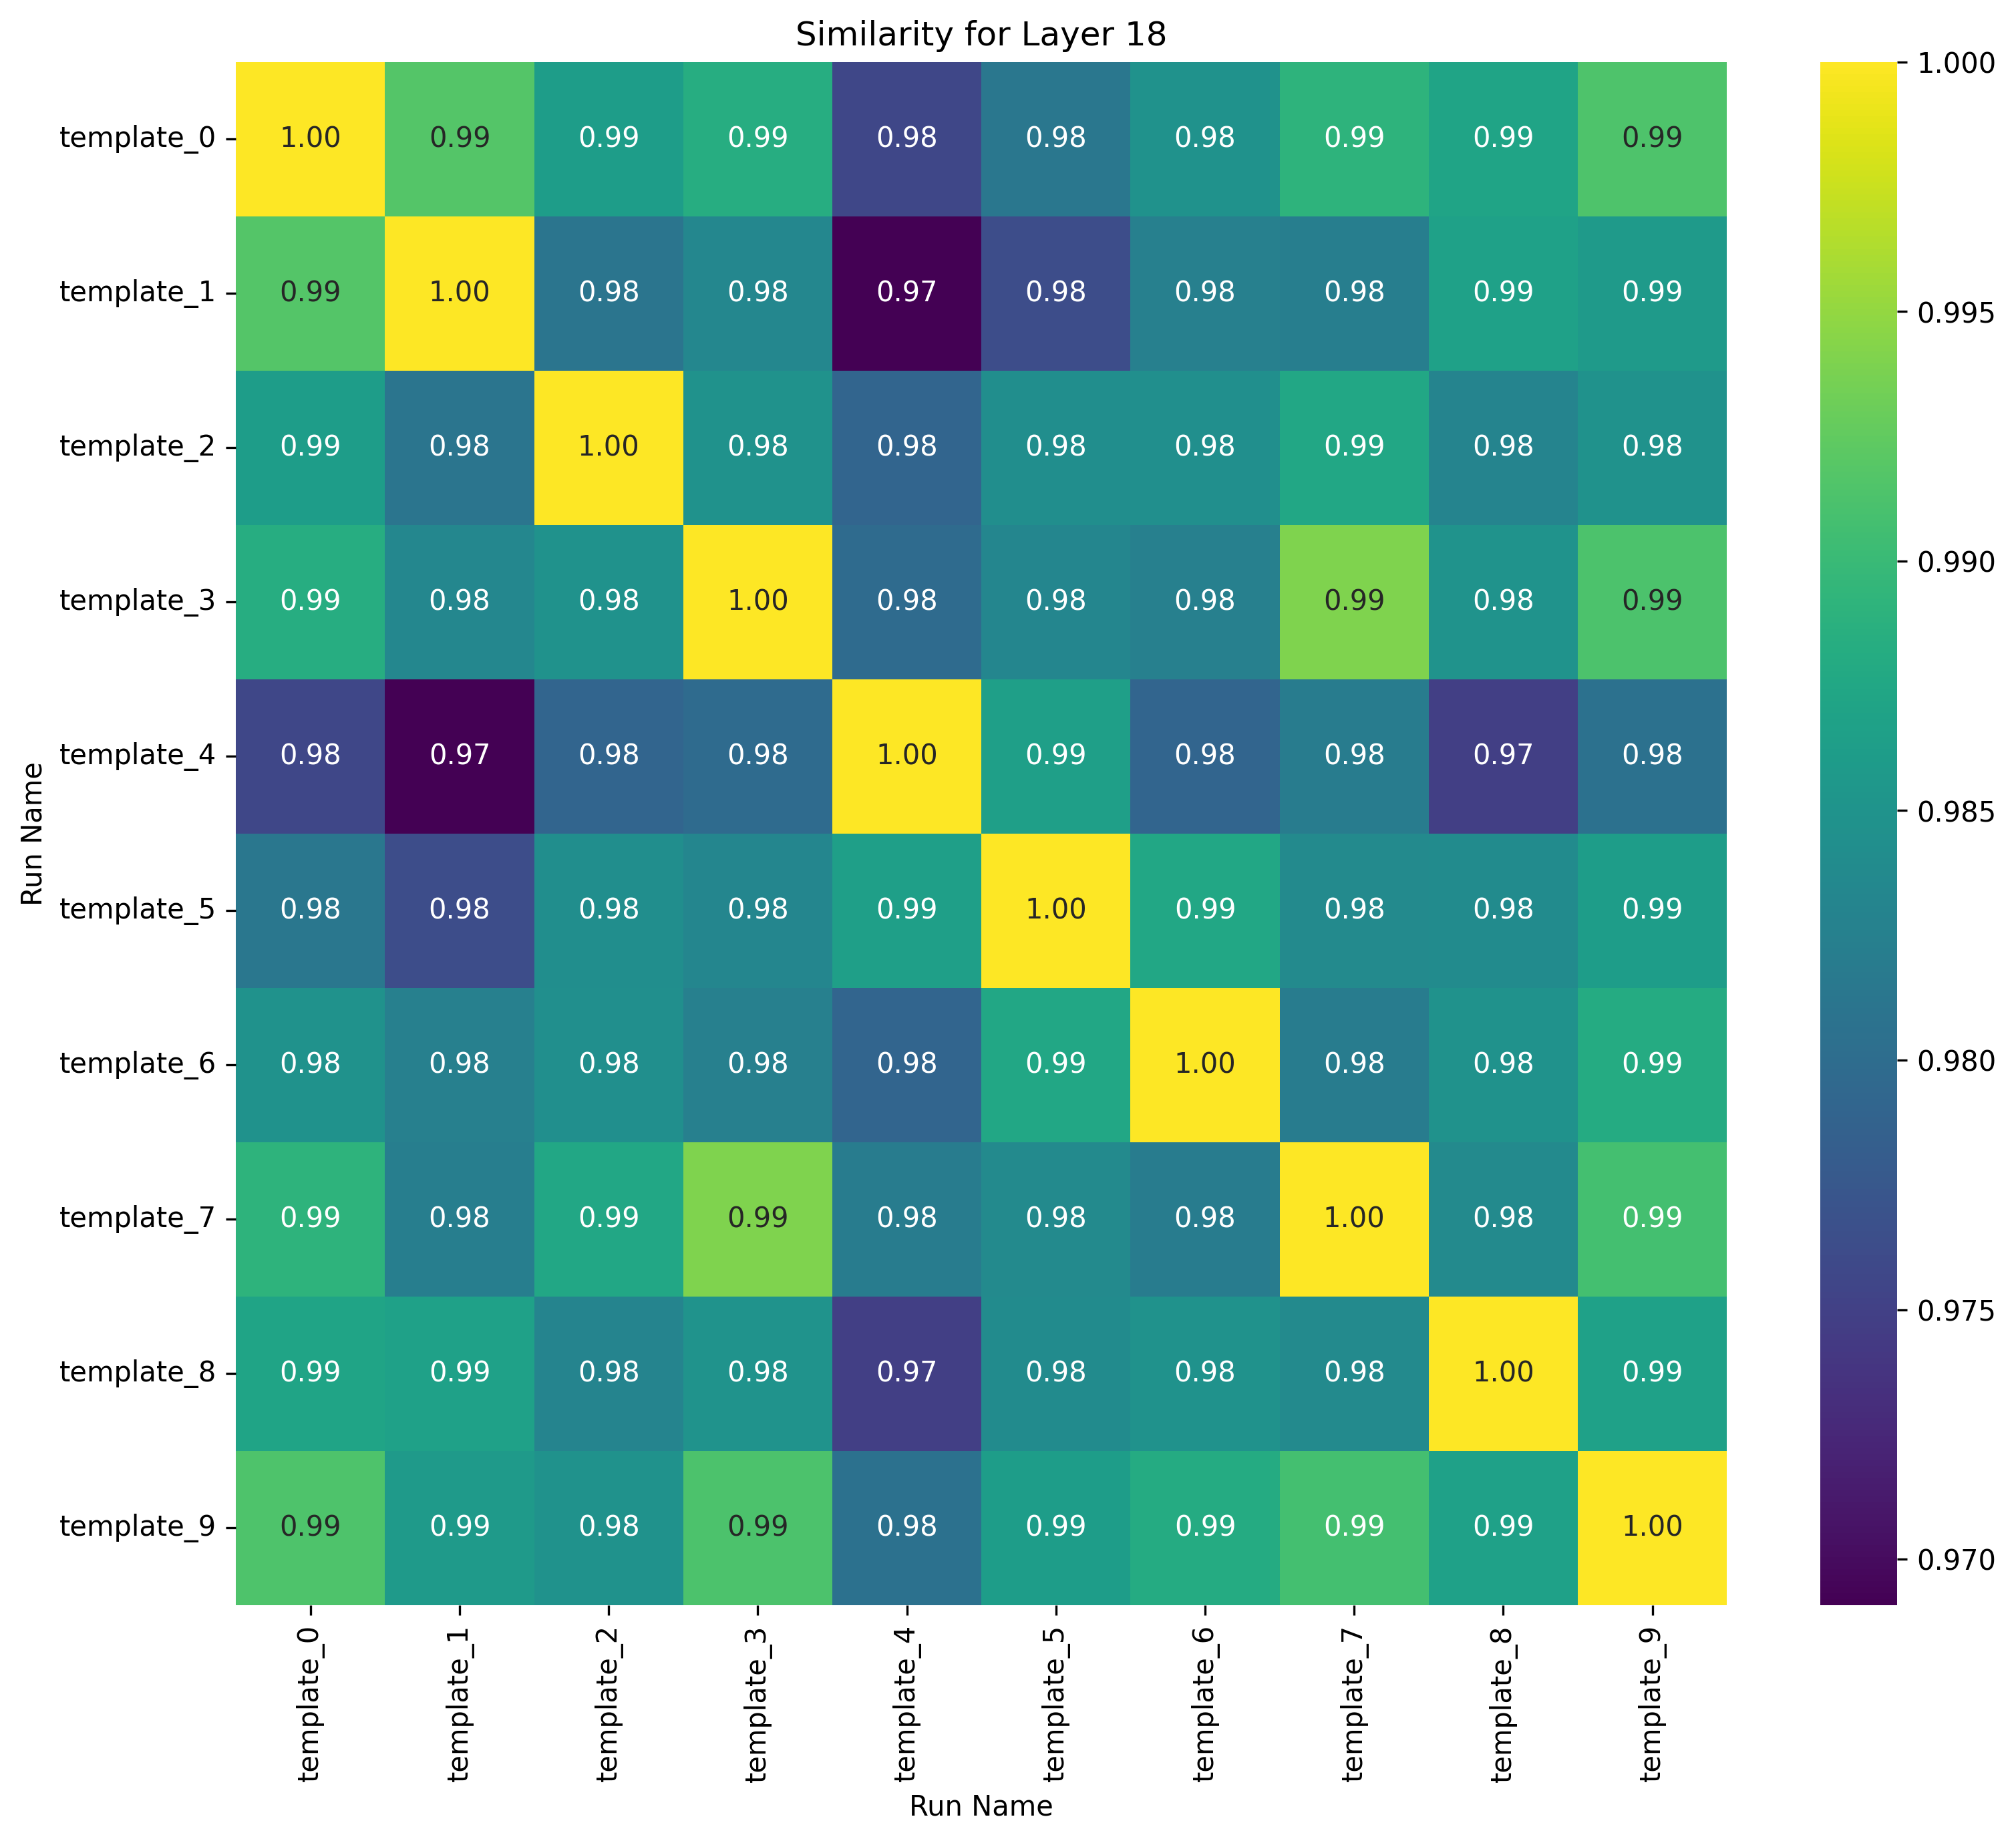 Similarity for Layer 18
template_0 1.00 0.99 0.99 0.99 0.98 0.98 0.98 0.99 0.99 0.99
template_1 0.99 1.00 0.98 0.98 0.97 0.98 0.98 0.98 0.99 0.99
template_2 0.99 0.98 1.00 0.98 0.98 0.98 0.98 0.99 0.98 0.98
template_3 0.99 0.98 0.98 1.00 0.98 0.98 0.98 0.99 0.98 0.99
template_4 0.98 0.97 0.98 0.98 1.00 0.99 0.98 0.98 0.97 0.98
template_5 0.98 0.98 0.98 0.98 0.99 1.00 0.99 0.98 0.98 0.99
template_6 0.98 0.98 0.98 0.98 0.98 0.99 1.00 0.98 0.98 0.99
template_7 0.99 0.98 0.99 0.99 0.98 0.98 0.98 1.00 0.98 0.99
template_8 0.99 0.99 0.98 0.98 0.97 0.98 0.98 0.98 1.00 0.99
template_9 0.99 0.99 0.98 0.99 0.98 0.99 0.99 0.99 0.99 1.00
template_0 template_1 template_2 template_3 template_4 template_5 template_6 template_7 template_8 template_9
Run Name
Run Name
1.000
0.995
0.990
0.985
0.980
0.975
0.970